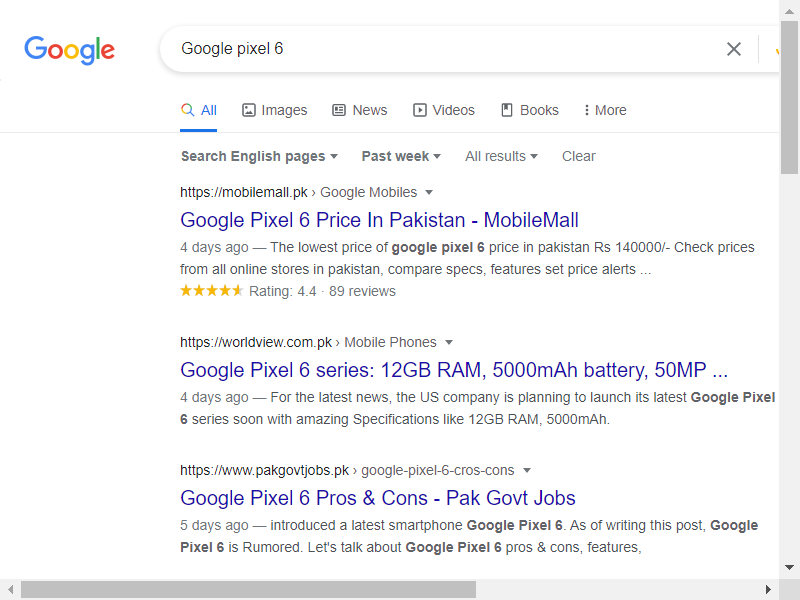 Google
Google pixel 6
All
Images
News
Videos
Books
More
Search English pages
Past week
All results
Clear
https://mobilemall.pk › Google Mobiles
Google Pixel 6 Price In Pakistan - MobileMall
4 days ago — The lowest price of google pixel 6 price in pakistan Rs 140000/- Check prices
from all online stores in pakistan, compare specs, features set price alerts ...
Rating: 4.4 · 89 reviews
https://worldview.com.pk › Mobile Phones
Google Pixel 6 series: 12GB RAM, 5000mAh battery, 50MP ...
4 days ago — For the latest news, the US company is planning to launch its latest Google Pixel
6 series soon with amazing Specifications like 12GB RAM, 5000mAh.
https://www.pakgovtjobs.pk › google-pixel-6-cros-cons
Google Pixel 6 Pros & Cons - Pak Govt Jobs
5 days ago — introduced a latest smartphone Google Pixel 6. As of writing this post, Google
Pixel 6 is Rumored. Let's talk about Google Pixel 6 pros & cons, features,